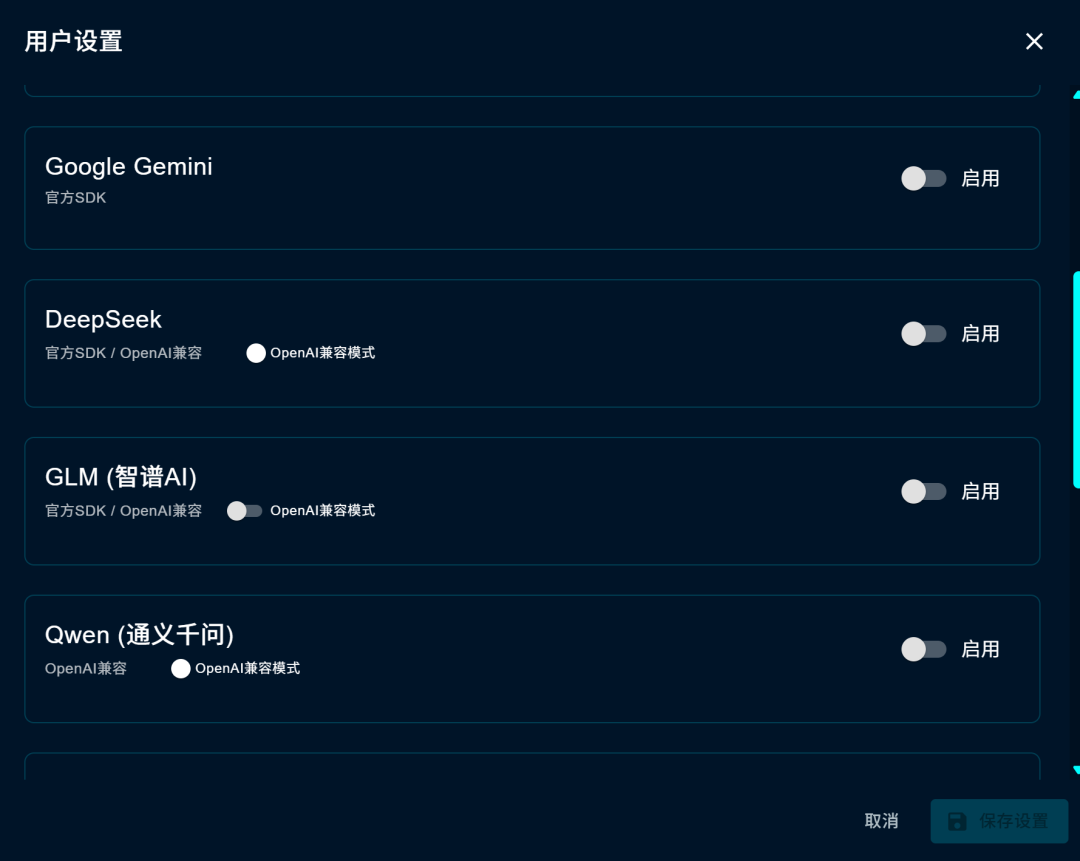 用户设置
Google Gemini
官方SDK
启用
DeepSeek
官方SDK / OpenAI兼容
OpenAI兼容模式
启用
GLM (智谱AI)
官方SDK / OpenAI兼容
OpenAI兼容模式
启用
Qwen (通义千问)
OpenAI兼容
OpenAI兼容模式
启用
取消
保存设置